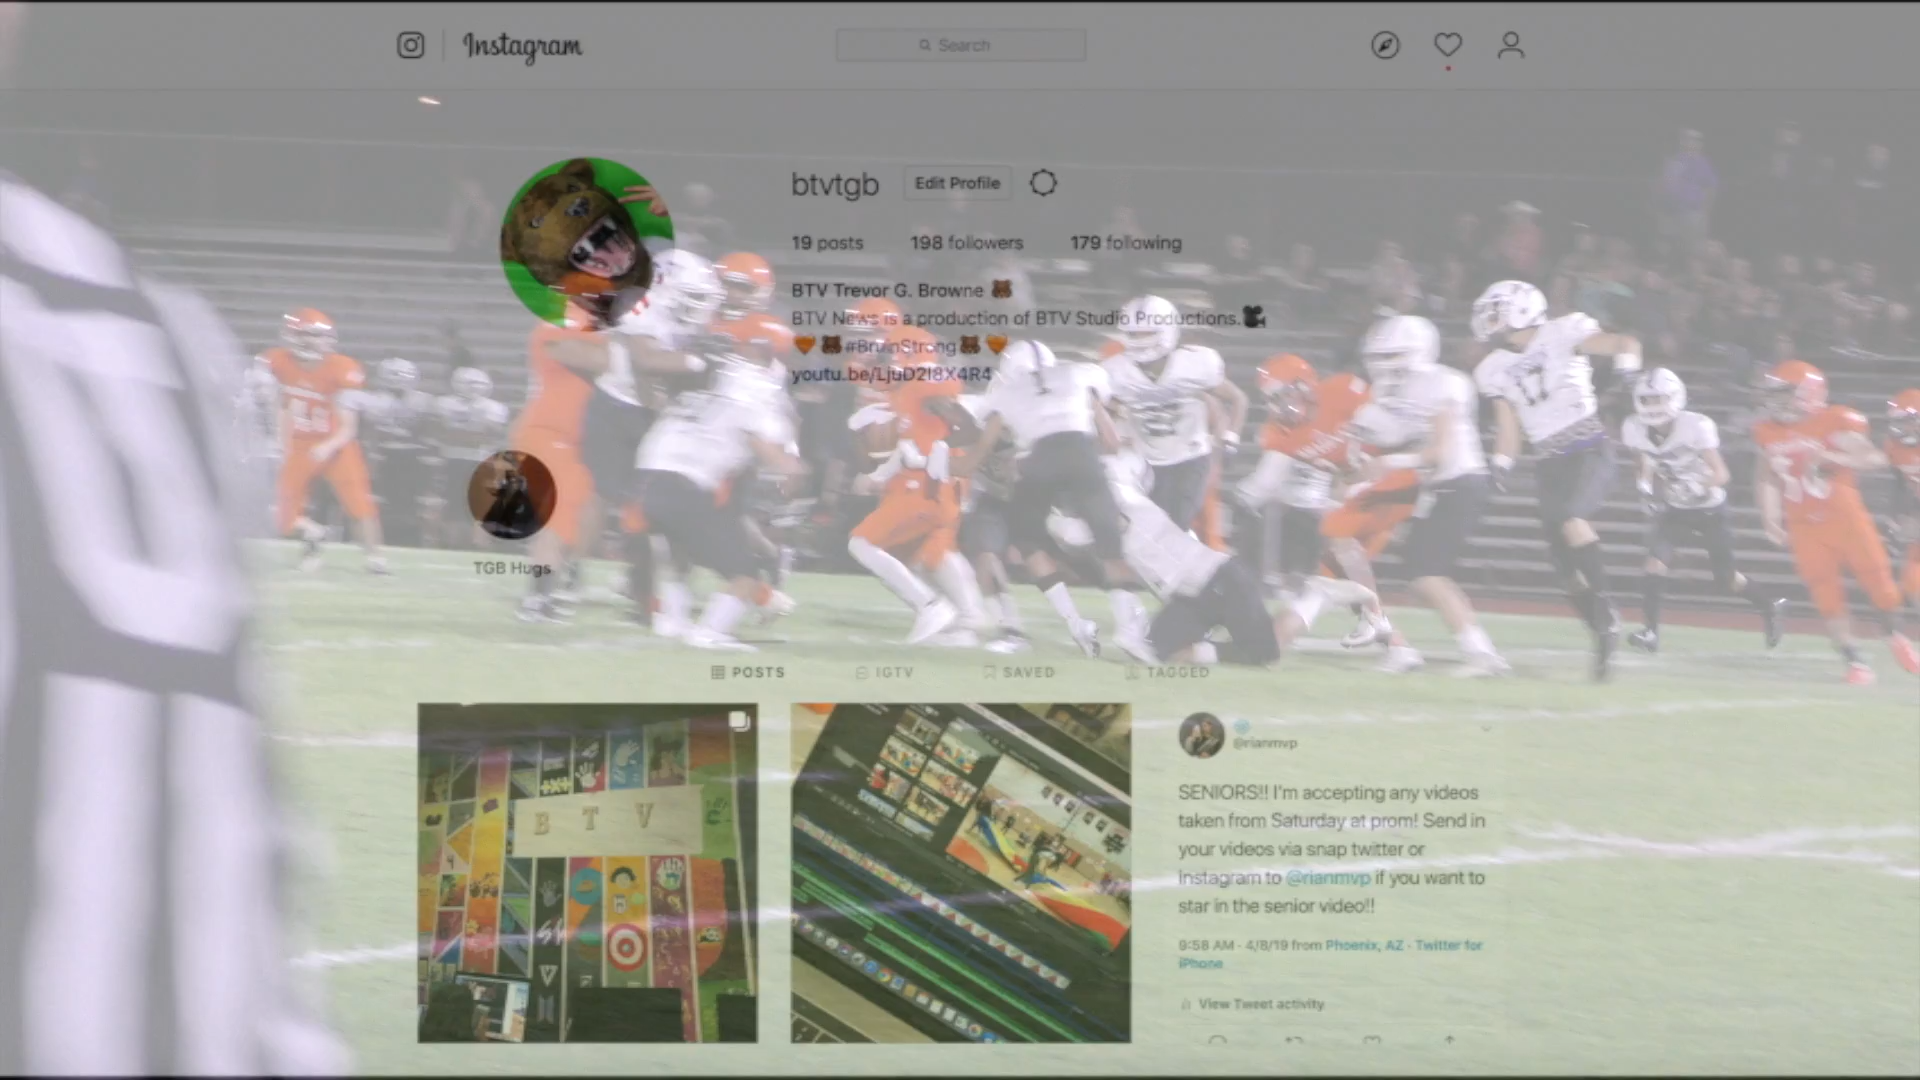 Instagram
Search
btvtgb
Edit Profile
19 posts
198 followers
179 following
BTV Trevor G. Browne
BTV News is a production of BTV Studio Productions.
#BruinStrong
youtu.be/LjuD2I8X4R4
TGB Hugs
POSTS
IGTV
SAVED
TAGGED
B T V
@rianmvp
SENIORS!! I'm accepting any videos
taken from Saturday at prom! Send in
your videos via snap twitter or
instagram to @rianmvp if you want to
star in the senior video!!
9:58 AM · 4/8/19 from Phoenix, AZ · Twitter for
iPhone
View Tweet activity
1
17